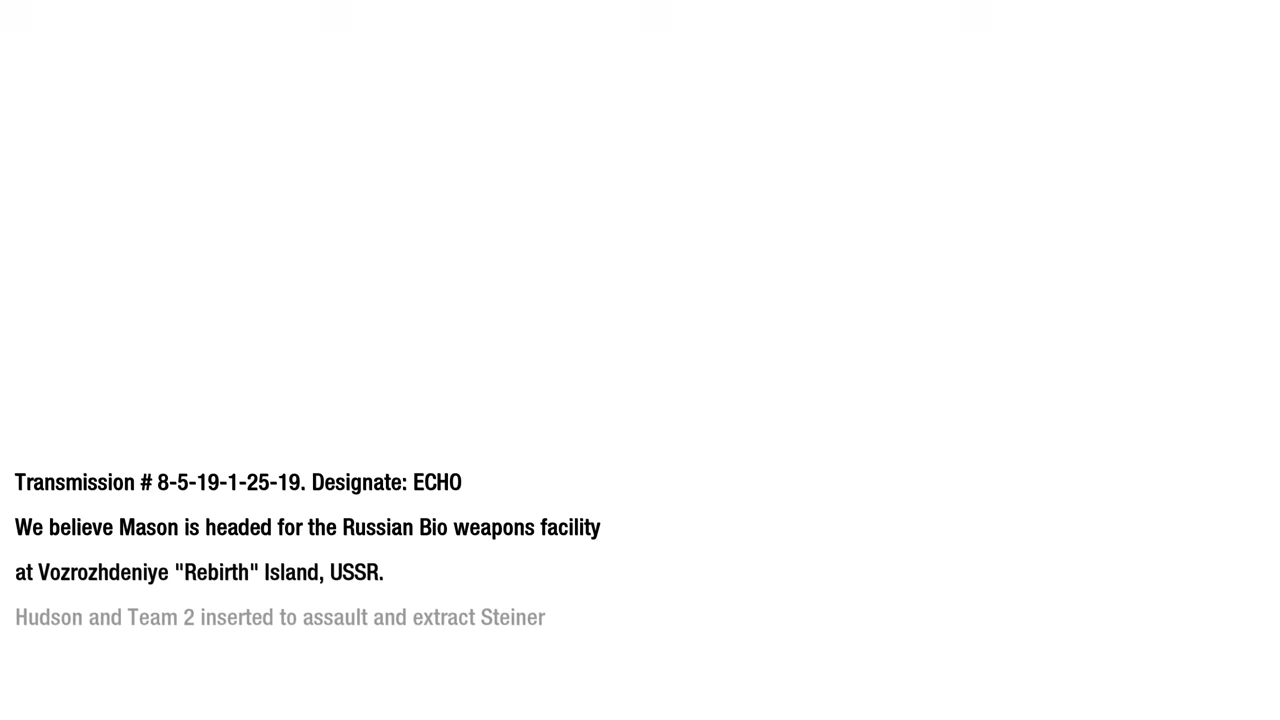 Transmission # 8-5-19-1-25-19. Designate: ECHO
We believe Mason is headed for the Russian Bio weapons facility
at Vozrozhdeniye "Rebirth" Island, USSR.
Hudson and Team 2 inserted to assault and extract Steiner